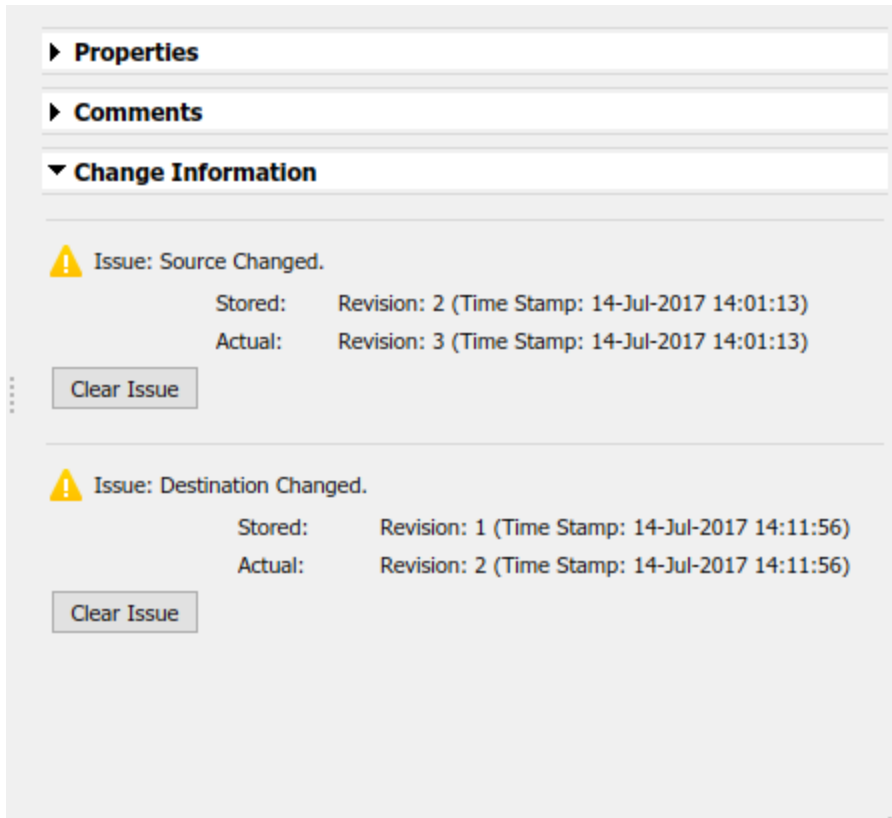 Properties
Comments
Change Information
Issue: Source Changed.
Stored: Revision: 2 (Time Stamp: 14-Jul-2017 14:01:13)
Actual: Revision: 3 (Time Stamp: 14-Jul-2017 14:01:13)
Clear Issue
Issue: Destination Changed.
Stored: Revision: 1 (Time Stamp: 14-Jul-2017 14:11:56)
Actual: Revision: 2 (Time Stamp: 14-Jul-2017 14:11:56)
Clear Issue